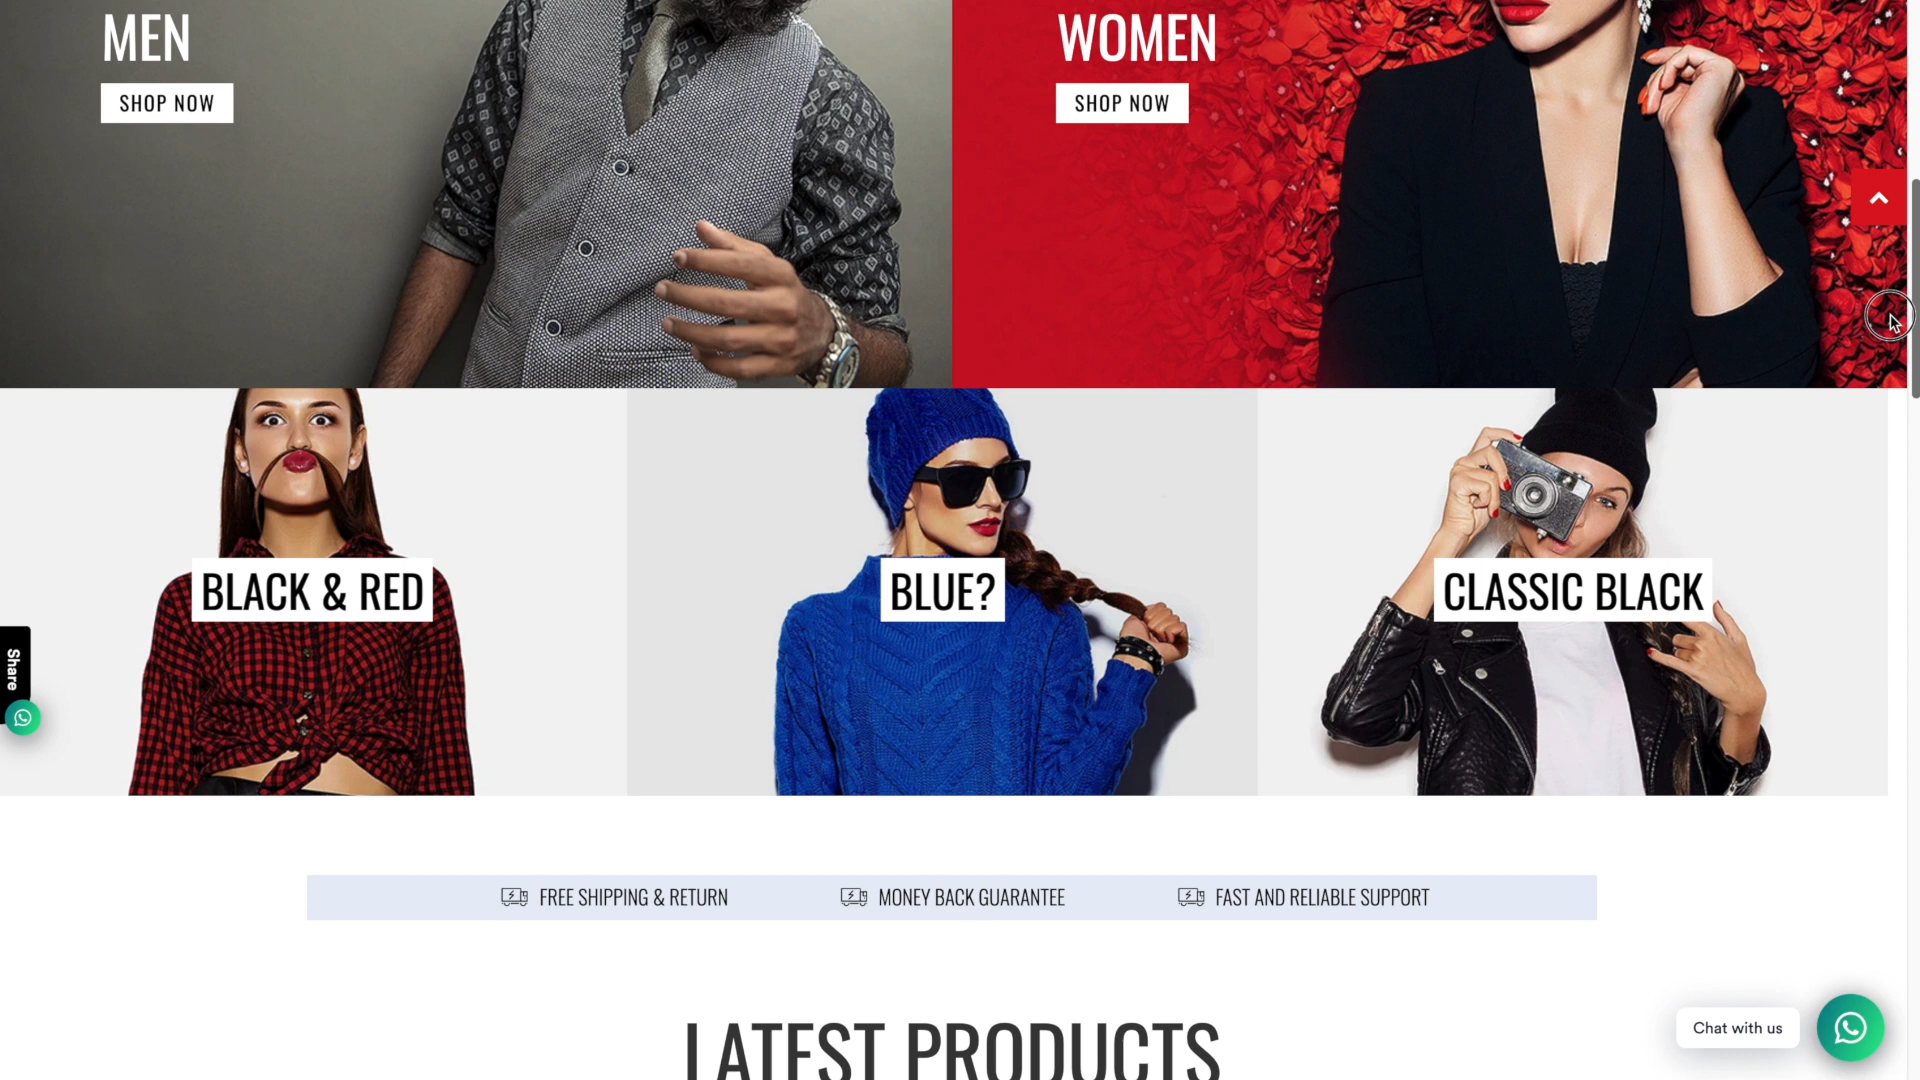 MEN
WOMEN
SHOP NOW
SHOP NOW
BLACK & RED
BLUE?
CLASSIC BLACK
Share
FREE SHIPPING & RETURN
MONEY BACK GUARANTEE
FAST AND RELIABLE SUPPORT
LATEST PRODUCTS
Chat with us